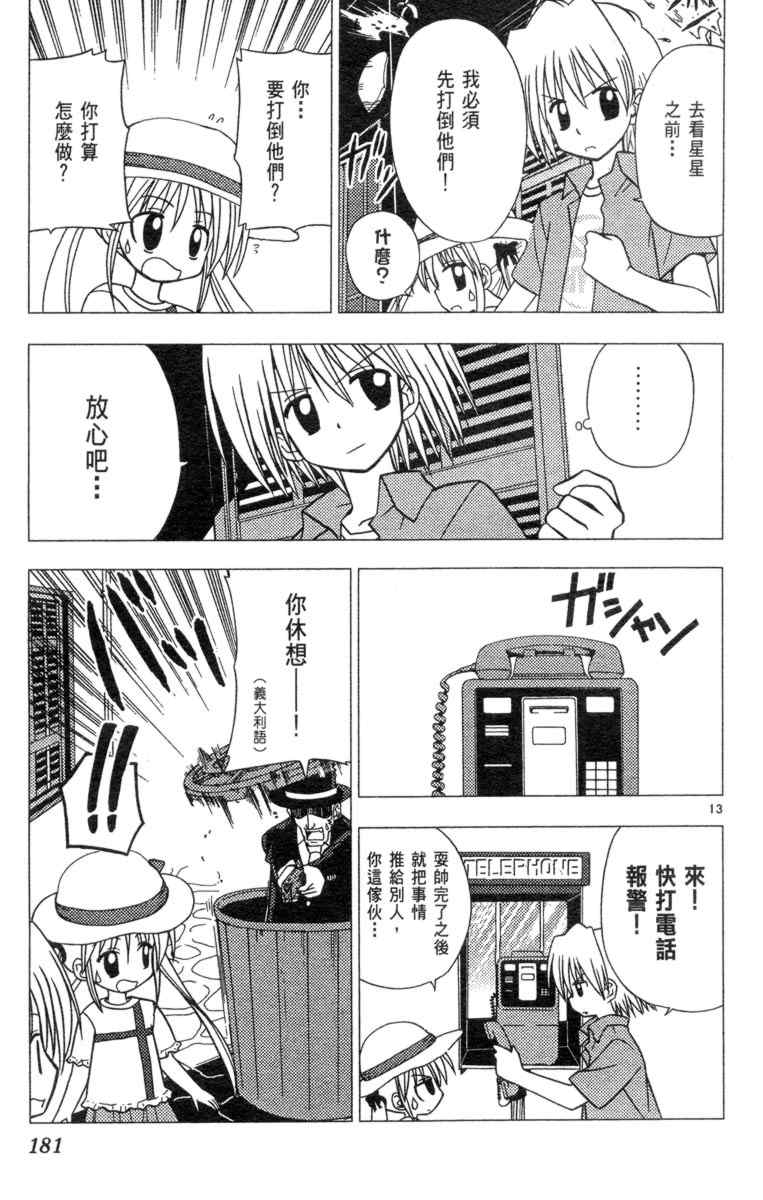 去看星星
之前…
我必須
先打倒他們！
什麼？
ガガッ
你…
要打倒他們？
你打算
怎麼做？
………
放心吧…
ガシャン
13
來！
快打電話
報警！
TELEPHONE
耍帥完了之後
就把事情
推給別人，
你這傢伙…
你休想——！
（義大利語）
!!
181